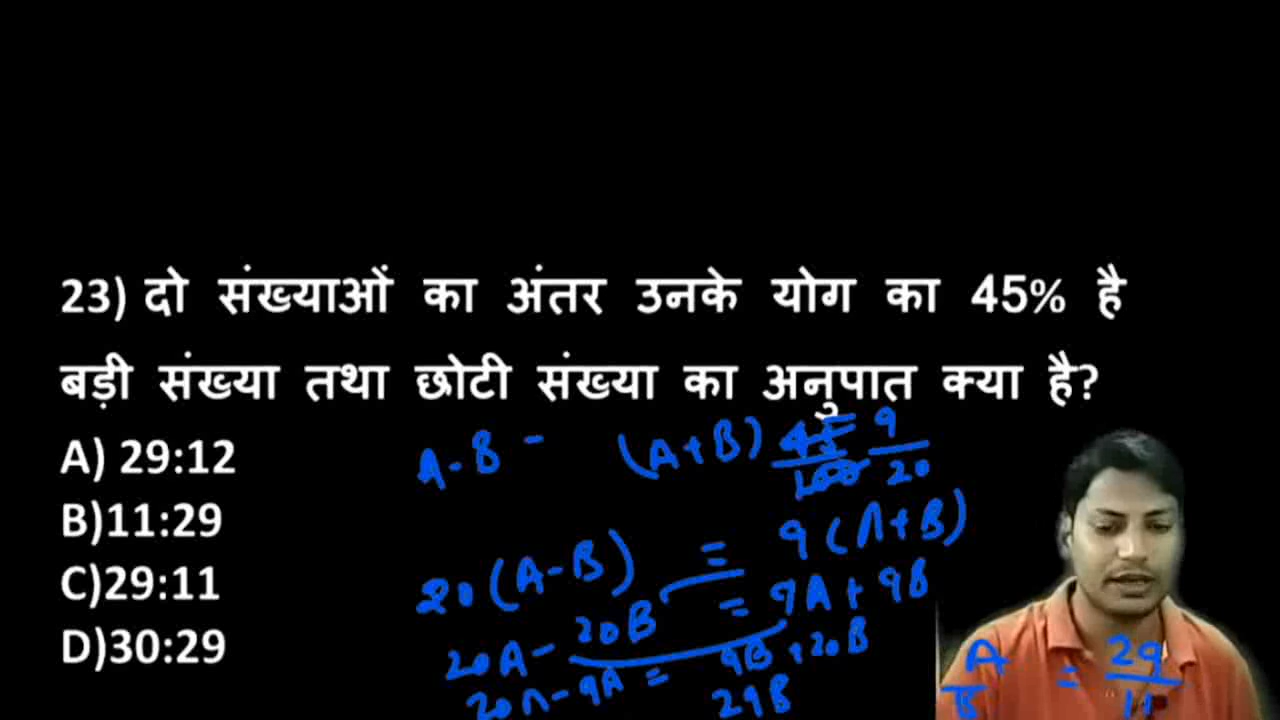 23) दो संख्याओं का अंतर उनके योग का 45% है
बड़ी संख्या तथा छोटी संख्या का अनुपात क्या है?
A) 29:12
B)11:29
C)29:11
D)30:29
A-B = (A+B) 45/100 9/20
20(A-B) = 9(A+B)
20A-20B = 9A+9B
20A-9A = 9B+20B
29B
A/B = 29/11